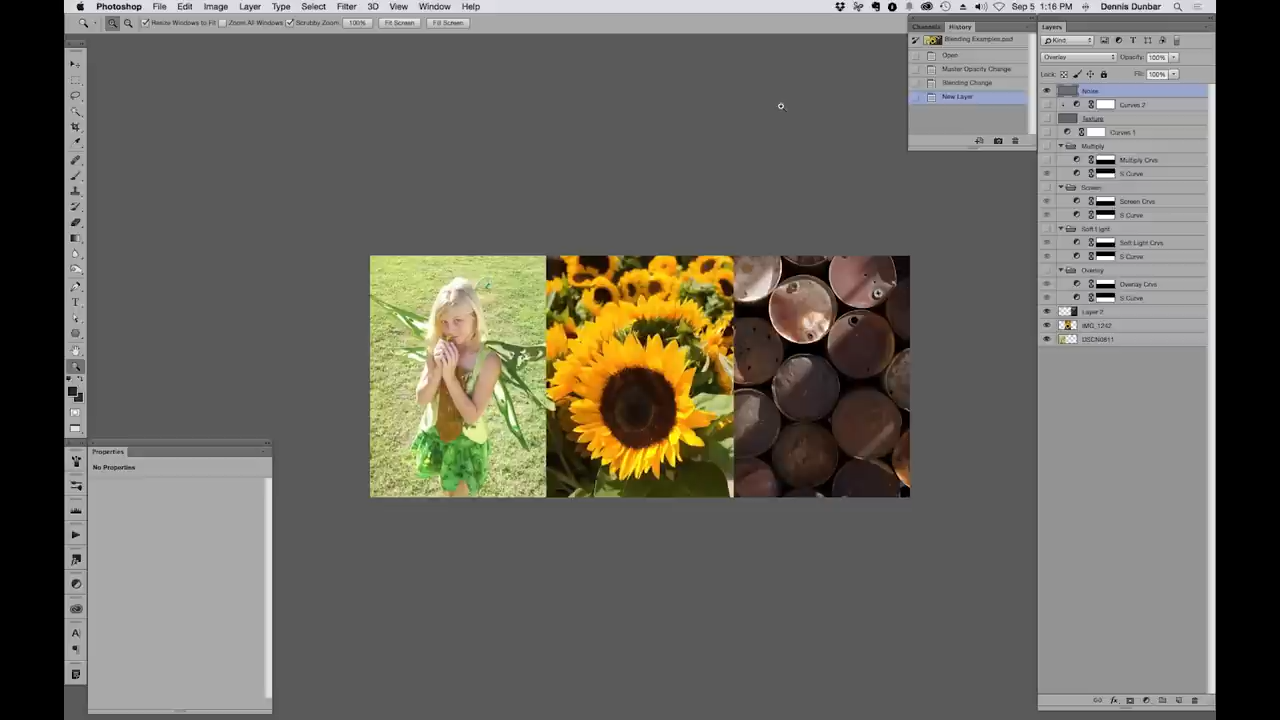 Photoshop File Edit Image Layer Type Select Filter 3D View Window Help
Sep 5 1:16 PM Dennis Dunbar
Resize Windows to Fit Zoom All Windows Scrubby Zoom 100% Fit Screen Fill Screen
Channels History
Blending Examples.psd
Open
Master Opacity Change
Blending Change
New Layer
Layers
Kind
Overlay Opacity: 100%
Lock: Fill: 100%
Noise
Curves 2
Texture
Curves 1
Multiply
Multiply Crvs
S Curve
Screen
Screen Crvs
S Curve
Soft Light
Soft Light Crvs
S Curve
Overlay
Overlay Crvs
S Curve
Layer 2
IMG_1242
DSCN0811
Properties
No Properties